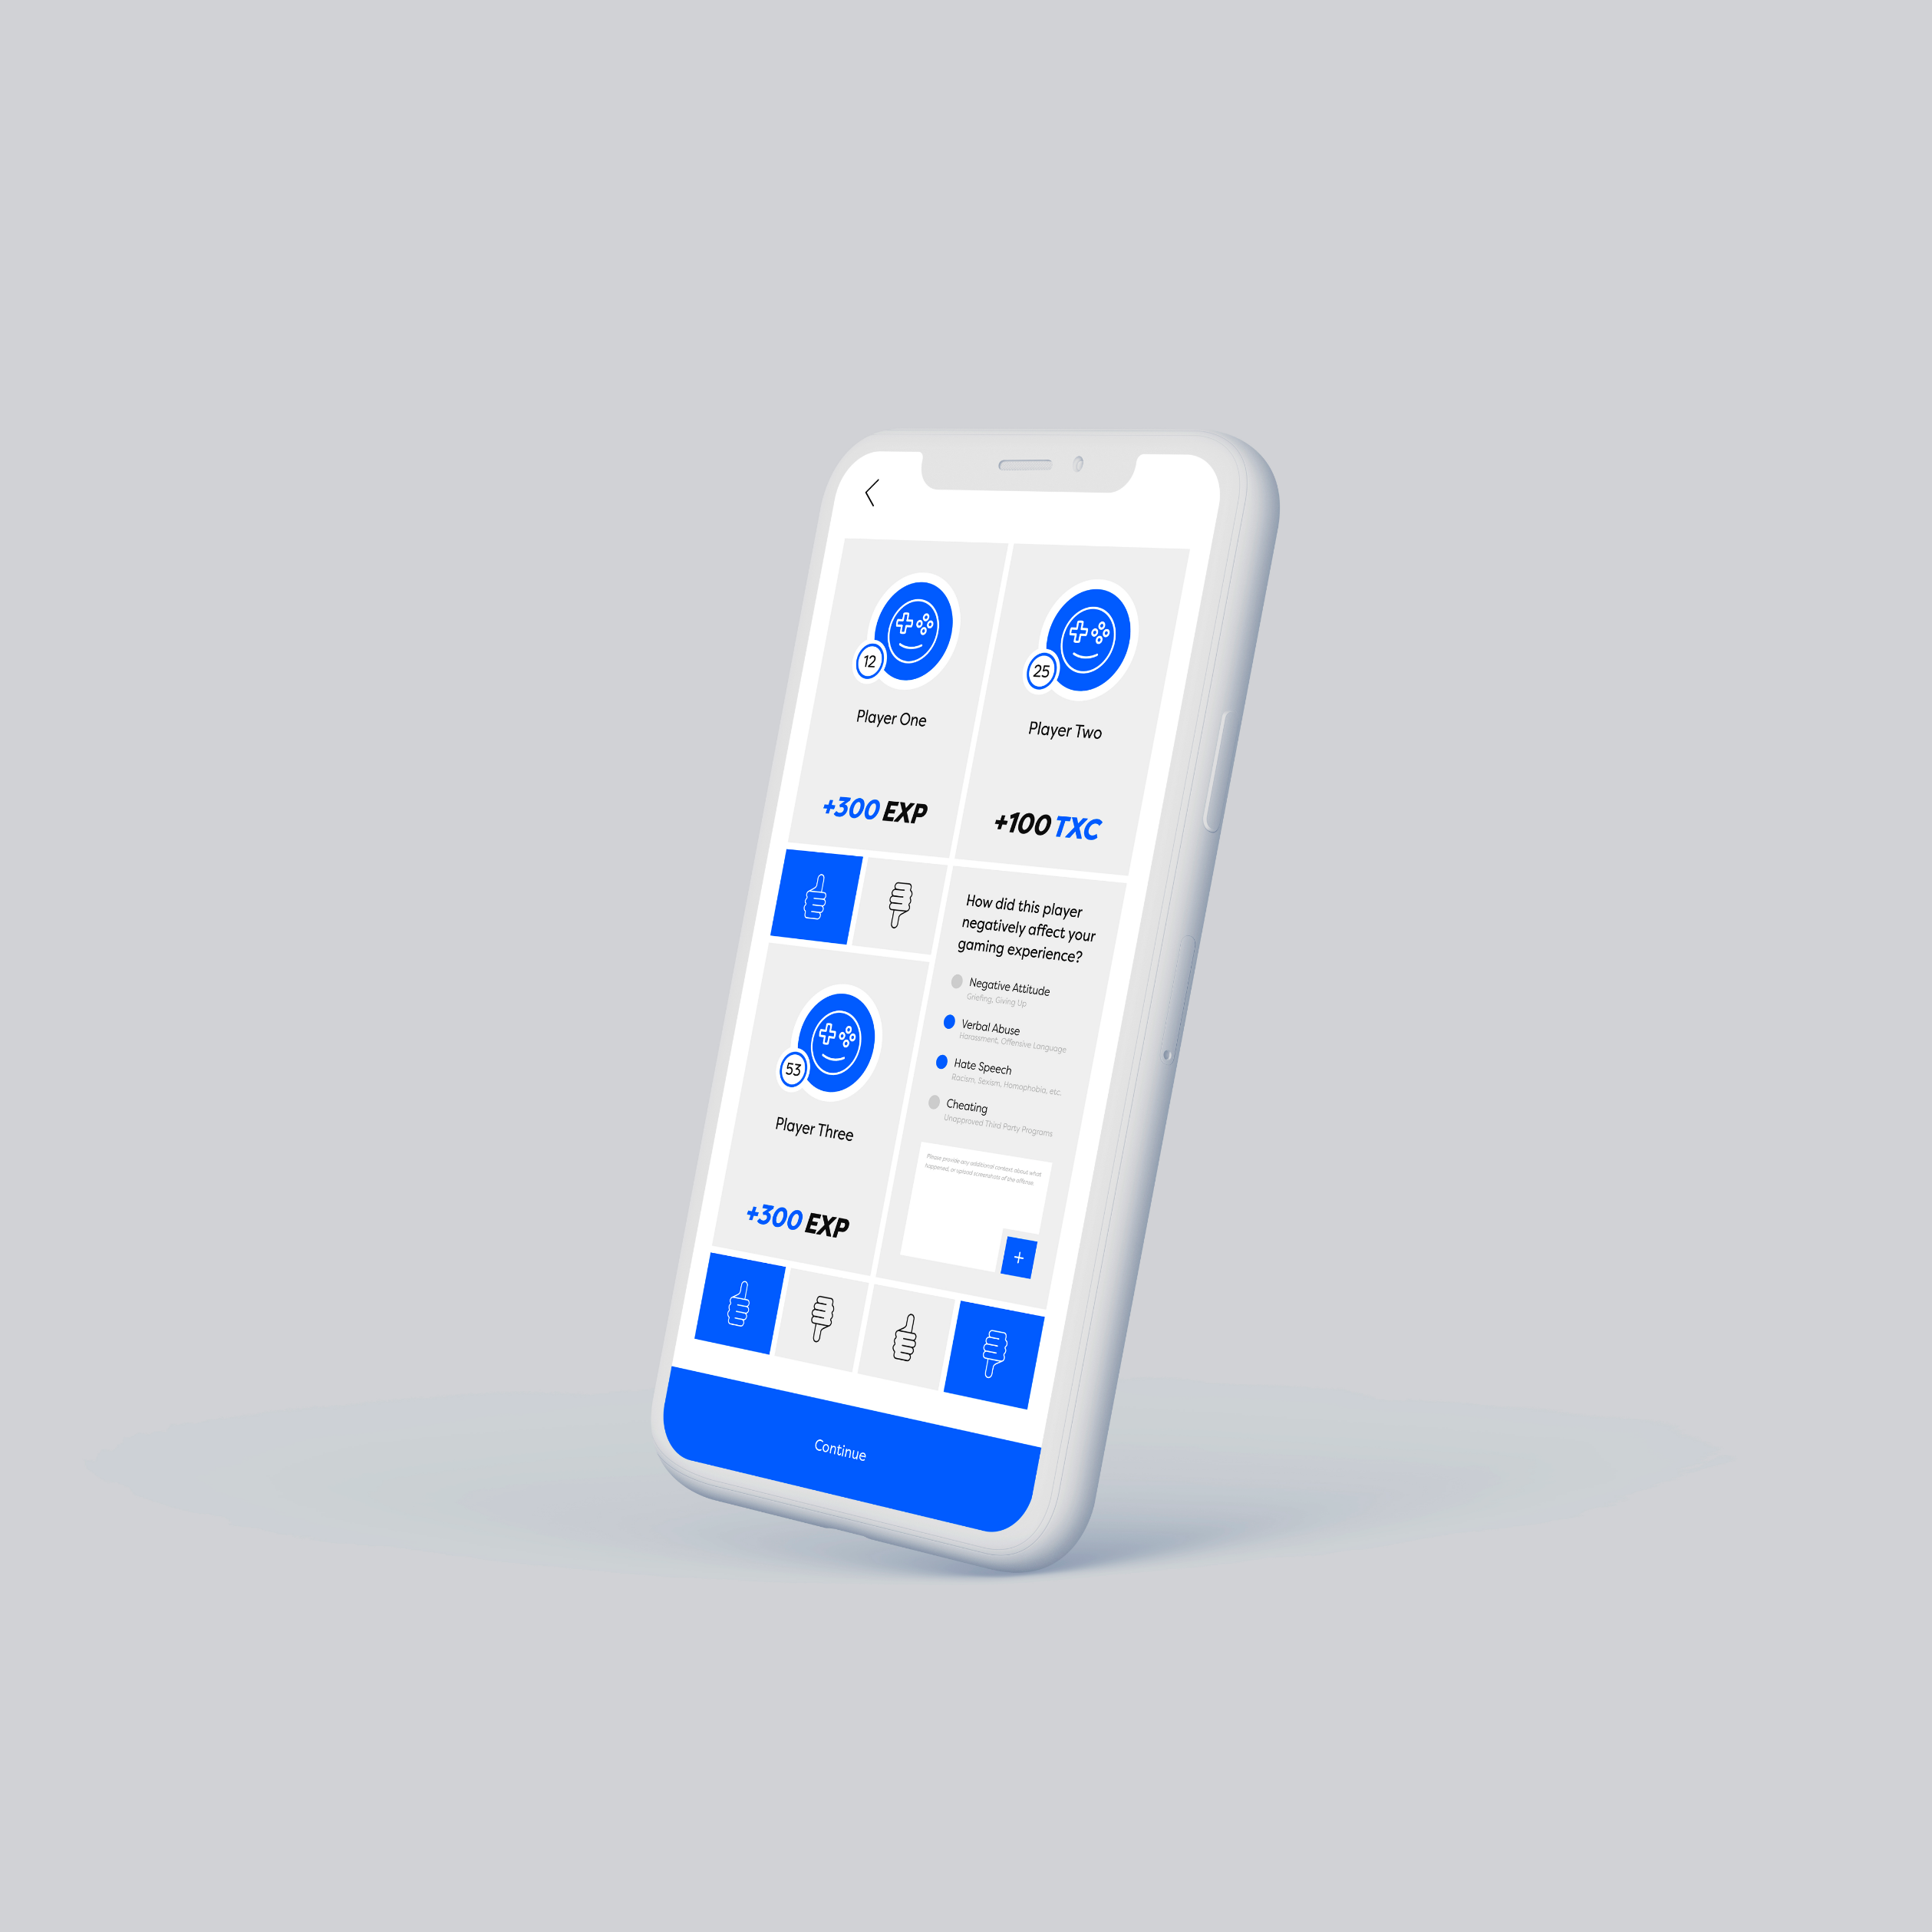 12
Player One
+300 EXP
25
Player Two
+100 TXC
How did this player
negatively affect your
gaming experience?
Negative Attitude
Griefing, Giving Up
Verbal Abuse
Harassment, Offensive Language
Hate Speech
Racism, Sexism, Homophobia, etc.
Cheating
Unapproved Third Party Programs
Please provide any additional context about what
happened, or upload screenshots of the offense.
+
53
Player Three
+300 EXP
Continue